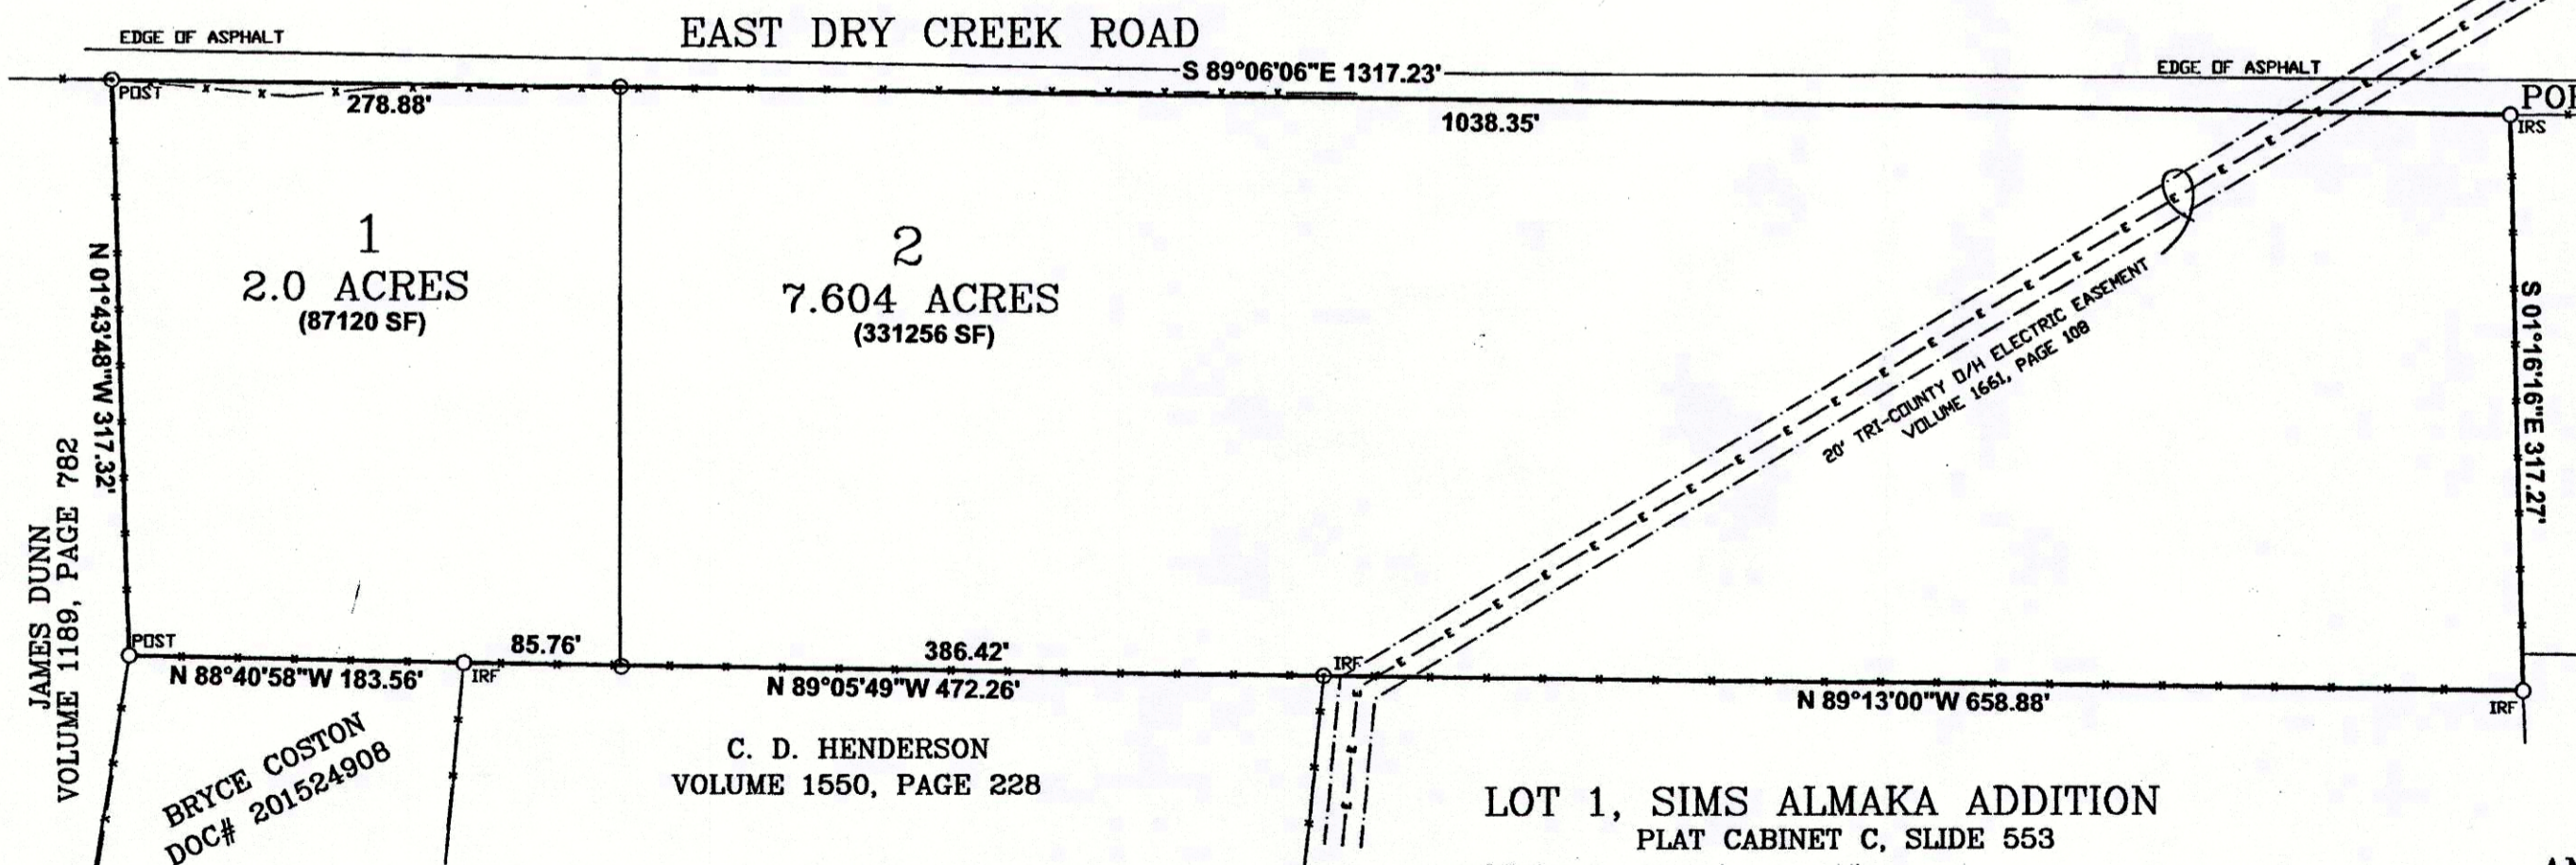 EAST DRY CREEK ROAD
EDGE OF ASPHALT
S 89°06'06"E 1317.23'
EDGE OF ASPHALT
POST
278.88'
1038.35'
IRS
1
2.0 ACRES
(87120 SF)
2
7.604 ACRES
(331256 SF)
N 01°43'48"W 317.32'
S 01°16'16"E 317.27'
20' TRI-COUNTY O/H ELECTRIC EASEMENT
VOLUME 1661, PAGE 108
JAMES DUNN
VOLUME 1189, PAGE 782
POST
N 88°40'58"W 183.56'
IRF
85.76'
386.42'
N 89°05'49"W 472.26'
IRF
N 89°13'00"W 658.88'
IRF
BRYCE COSTON
DOC# 201524908
C. D. HENDERSON
VOLUME 1550, PAGE 228
LOT 1, SIMS ALMAKA ADDITION
PLAT CABINET C, SLIDE 553